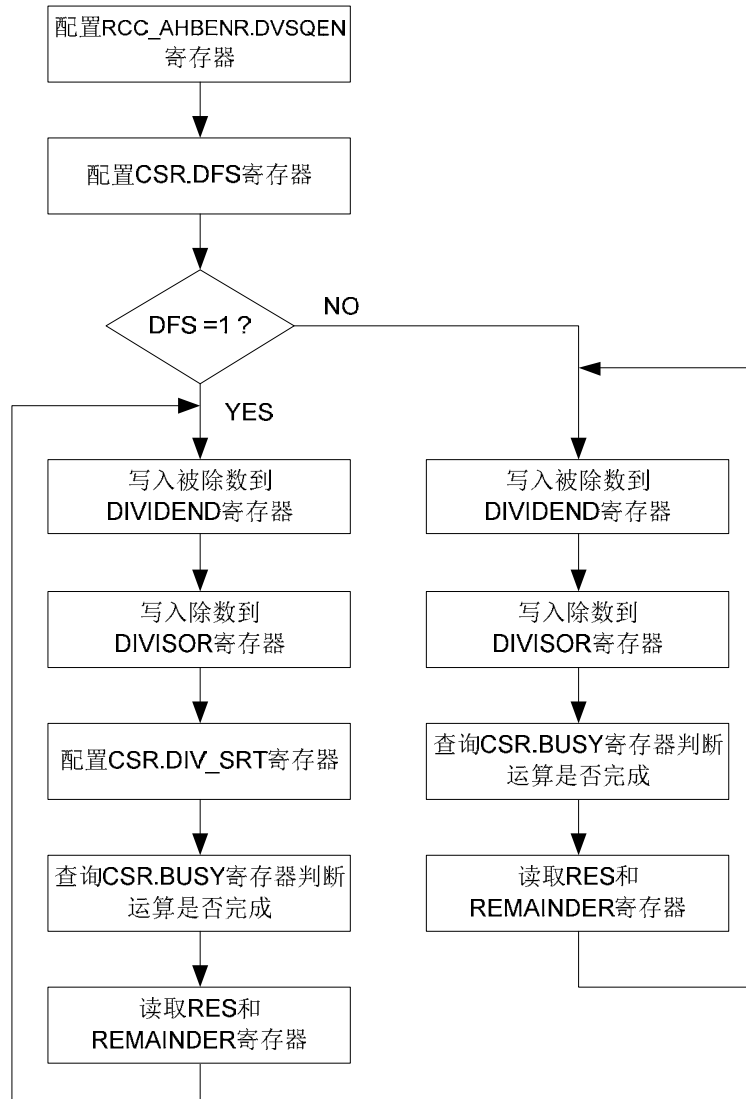 配置RCC_AHBENR.DVSQEN
寄存器
配置CSR.DFS寄存器
DFS =1 ?
NO
YES
写入被除数到
DIVIDEND寄存器
写入除数到
DIVISOR寄存器
配置CSR.DIV_SRT寄存器
查询CSR.BUSY寄存器判断
运算是否完成
读取RES和
REMAINDER寄存器
写入被除数到
DIVIDEND寄存器
写入除数到
DIVISOR寄存器
查询CSR.BUSY寄存器判断
运算是否完成
读取RES和
REMAINDER寄存器